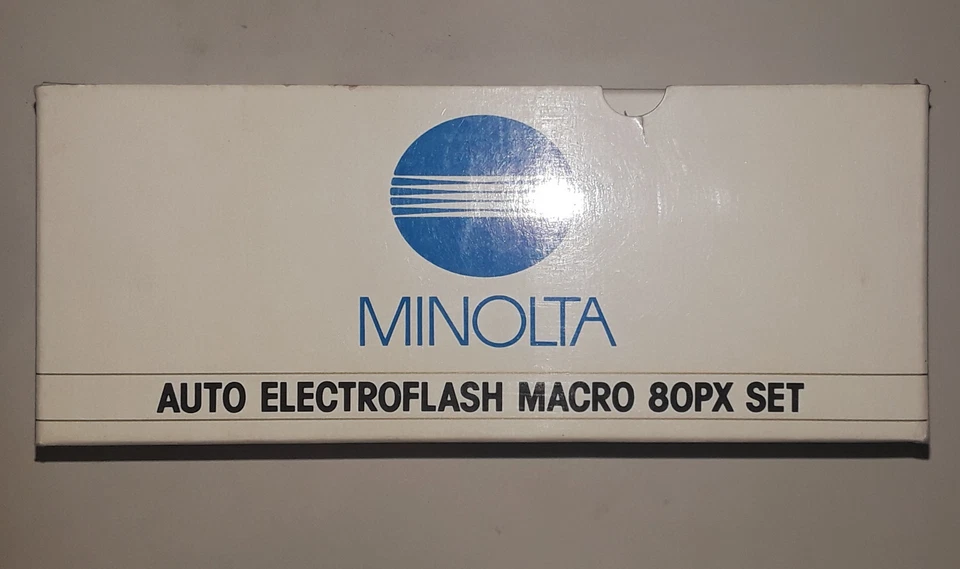 MINOLTA
AUTO ELECTROFLASH MACRO 80PX SET